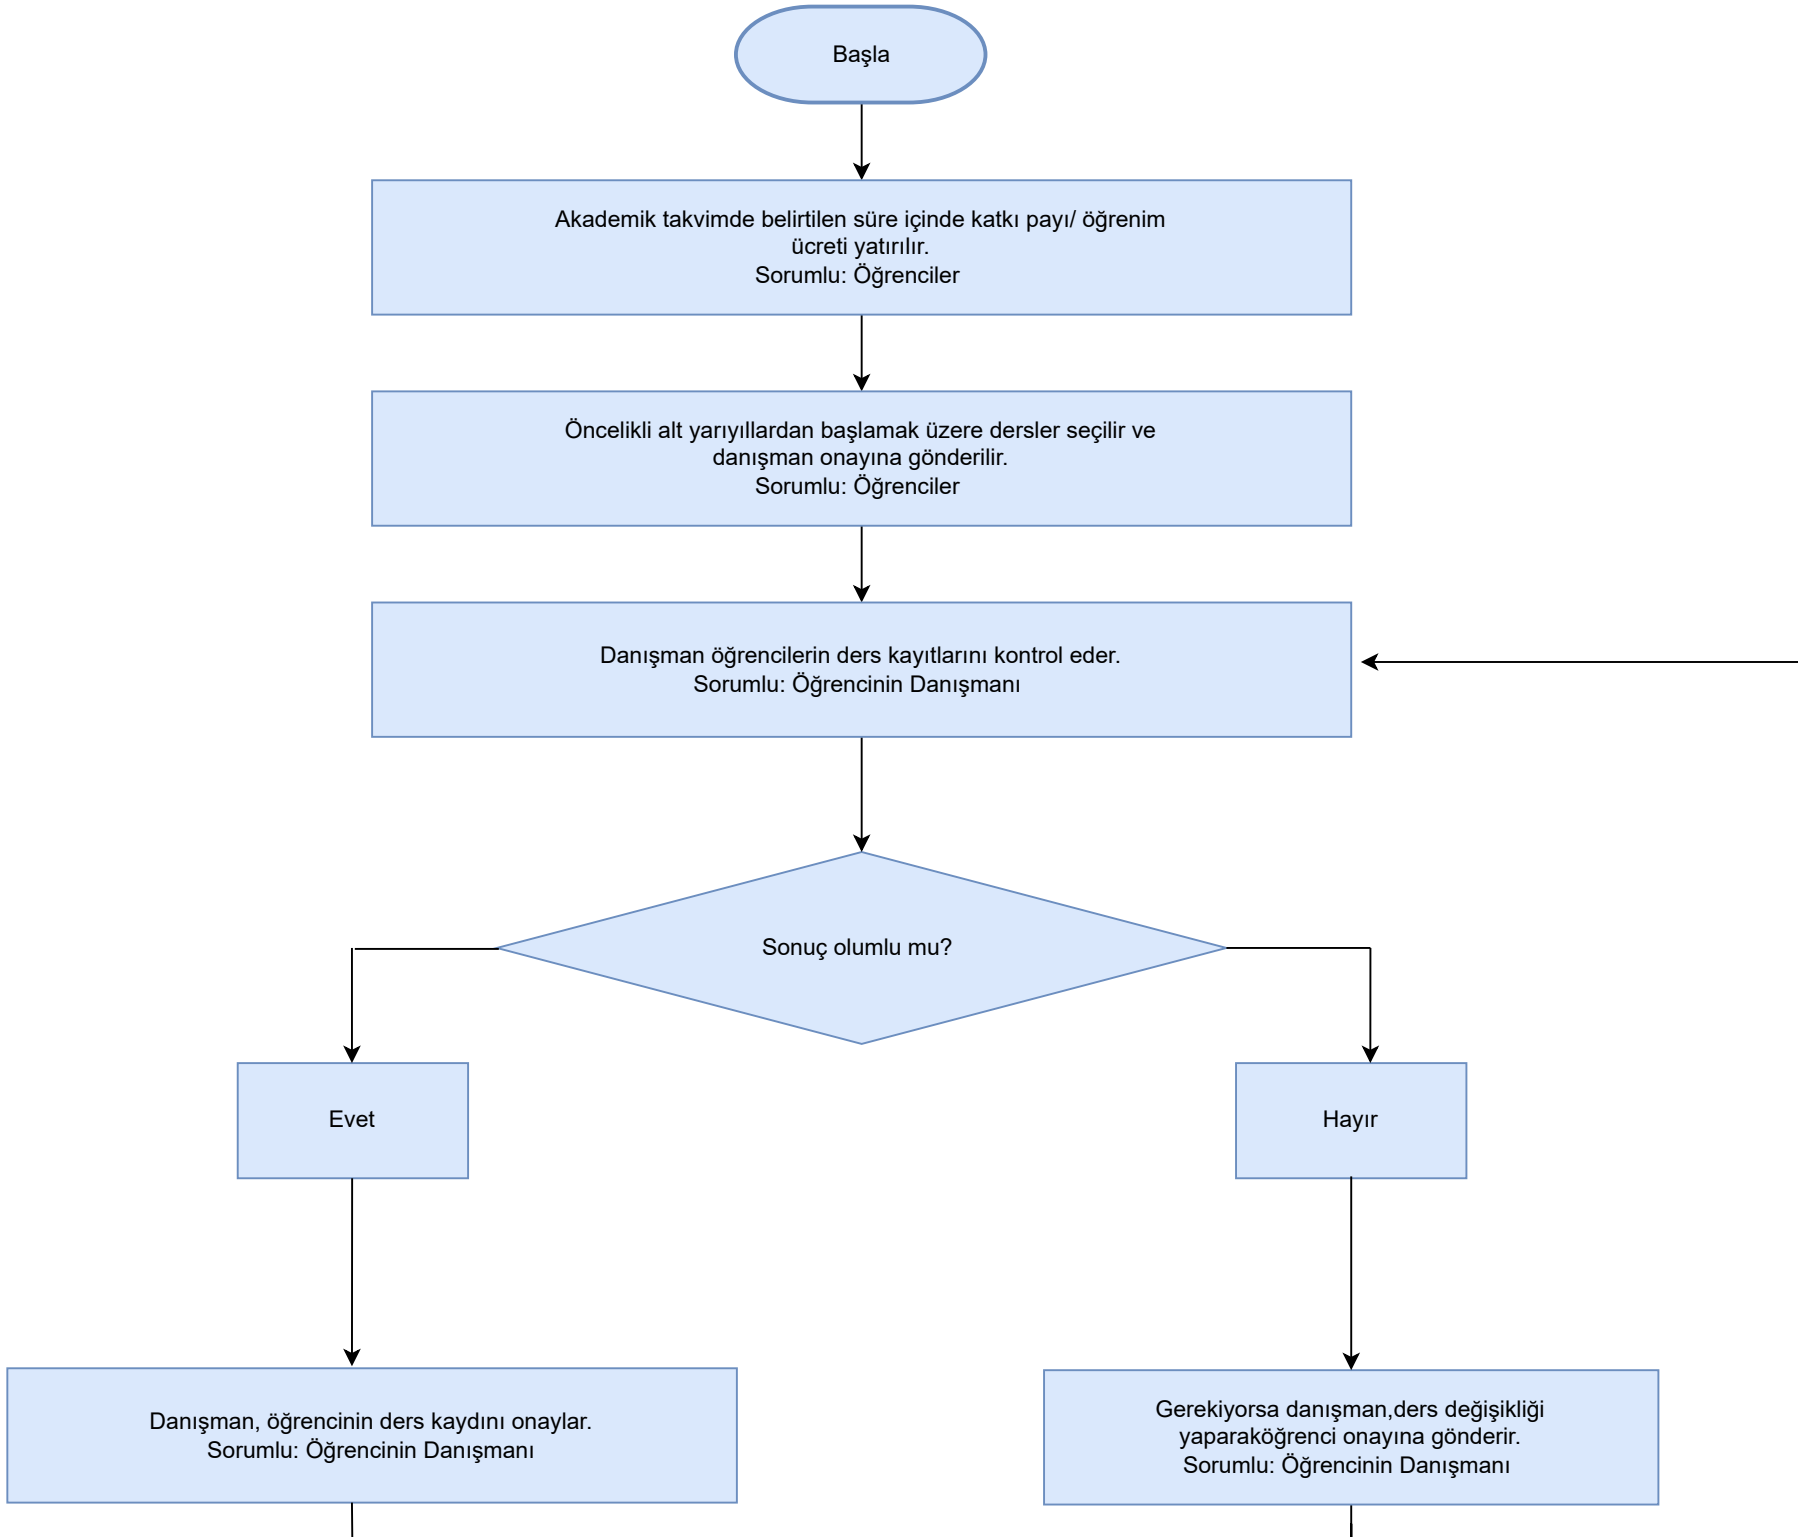 Başla
Akademik takvimde belirtilen süre içinde katkı payı/ öğrenim
ücreti yatırılır.
Sorumlu: Öğrenciler
Öncelikli alt yarıyıllardan başlamak üzere dersler seçilir ve
danışman onayına gönderilir.
Sorumlu: Öğrenciler
Danışman öğrencilerin ders kayıtlarını kontrol eder.
Sorumlu: Öğrencinin Danışmanı
Sonuç olumlu mu?
Evet
Hayır
Danışman, öğrencinin ders kaydını onaylar.
Sorumlu: Öğrencinin Danışmanı
Gerekiyorsa danışman,ders değişikliği
yaparaköğrenci onayına gönderir.
Sorumlu: Öğrencinin Danışmanı